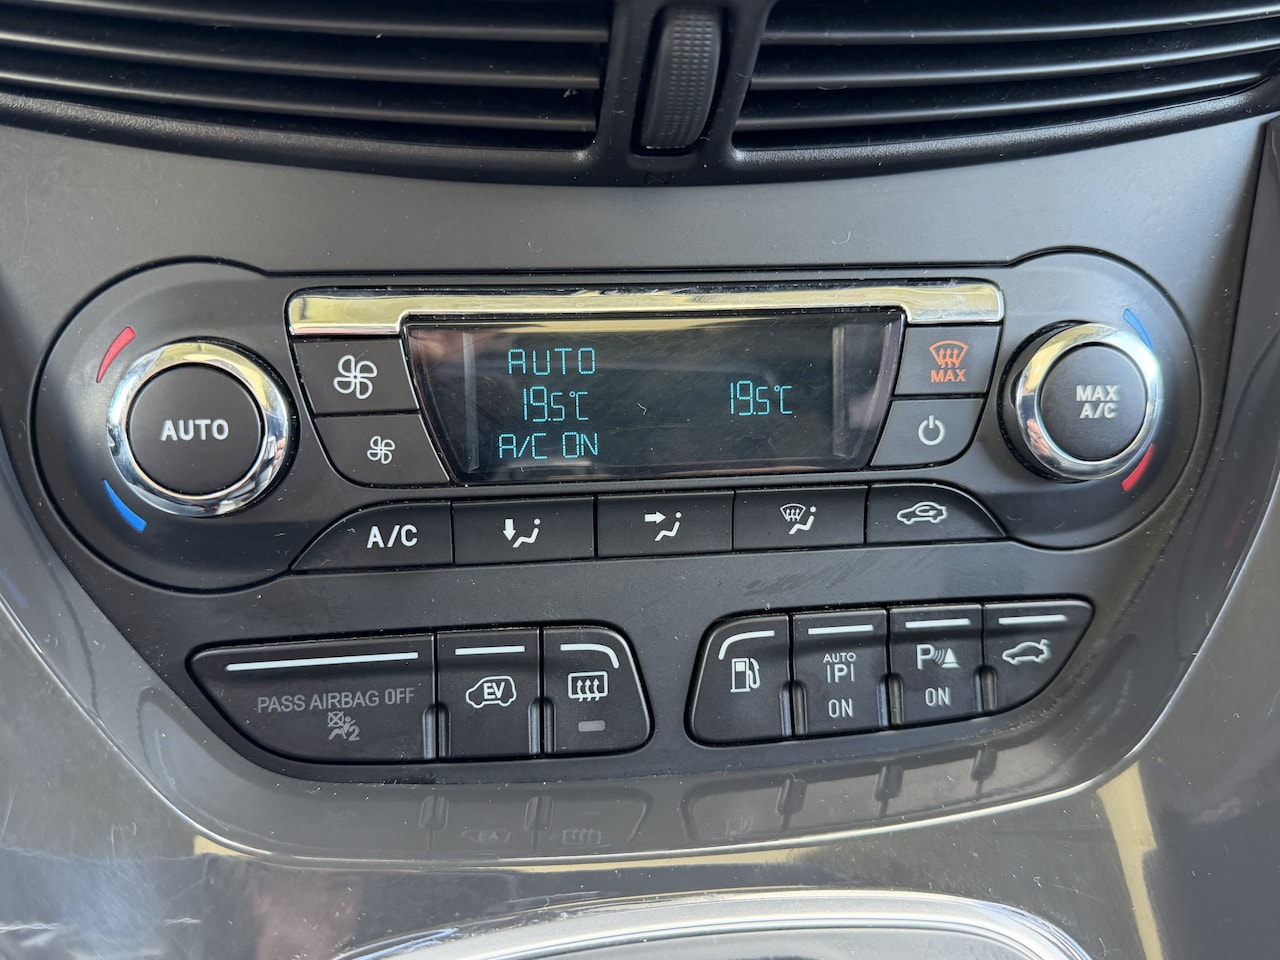 AUTO
19.5℃
A/C ON
19.5℃
AUTO
MAX
MAX
A/C
A/C
PASS AIRBAG OFF
2
EV
AUTO
P
ON
P
ON